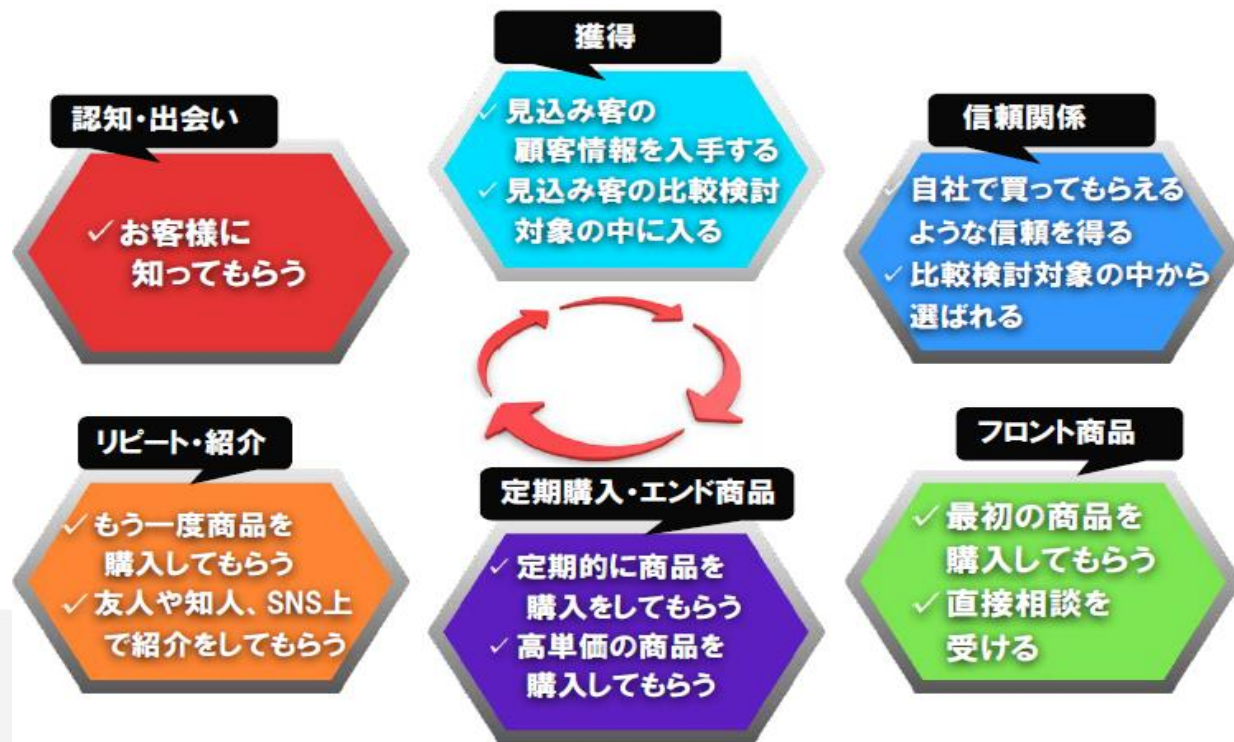 認知・出会い
✓お客様に
知ってもらう
獲得
✓見込み客の
顧客情報を入手する
✓見込み客の比較検討
対象の中に入る
信頼関係
✓自社で買ってもらえる
ような信頼を得る
✓比較検討対象の中から
選ばれる
フロント商品
✓最初の商品を
購入してもらう
✓直接相談を
受ける
定期購入・エンド商品
✓定期的に商品を
購入をしてもらう
✓高単価の商品を
購入してもらう
リピート・紹介
✓もう一度商品を
購入してもらう
✓友人や知人、SNS上
で紹介をしてもらう